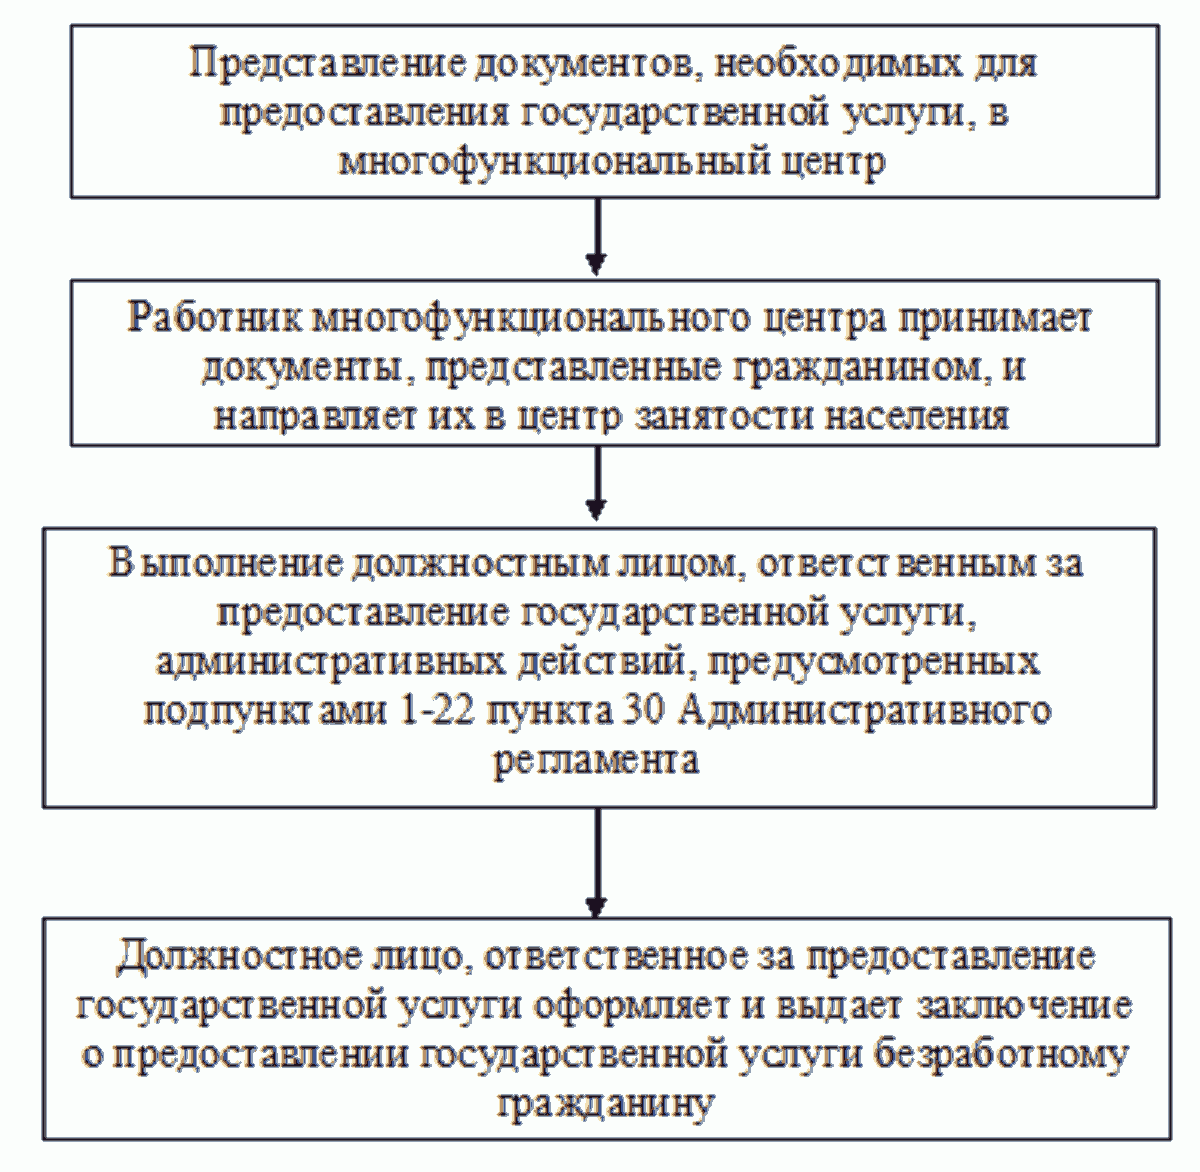 Представление документов, необходимых для
предоставления государственной услуги, в
многофункциональный центр
Работник многофункционального центра принимает
документы, представленные гражданином, и
направляет их в центр занятости населения
Выполнение должностным лицом, ответственным за
предоставление государственной услуги,
административных действий, предусмотренных
подпунктами 1-22 пункта 30 Административного
регламента
Должностное лицо, ответственное за предоставление
государственной услуги оформляет и выдает заключение
о предоставлении государственной услуги безработному
гражданину